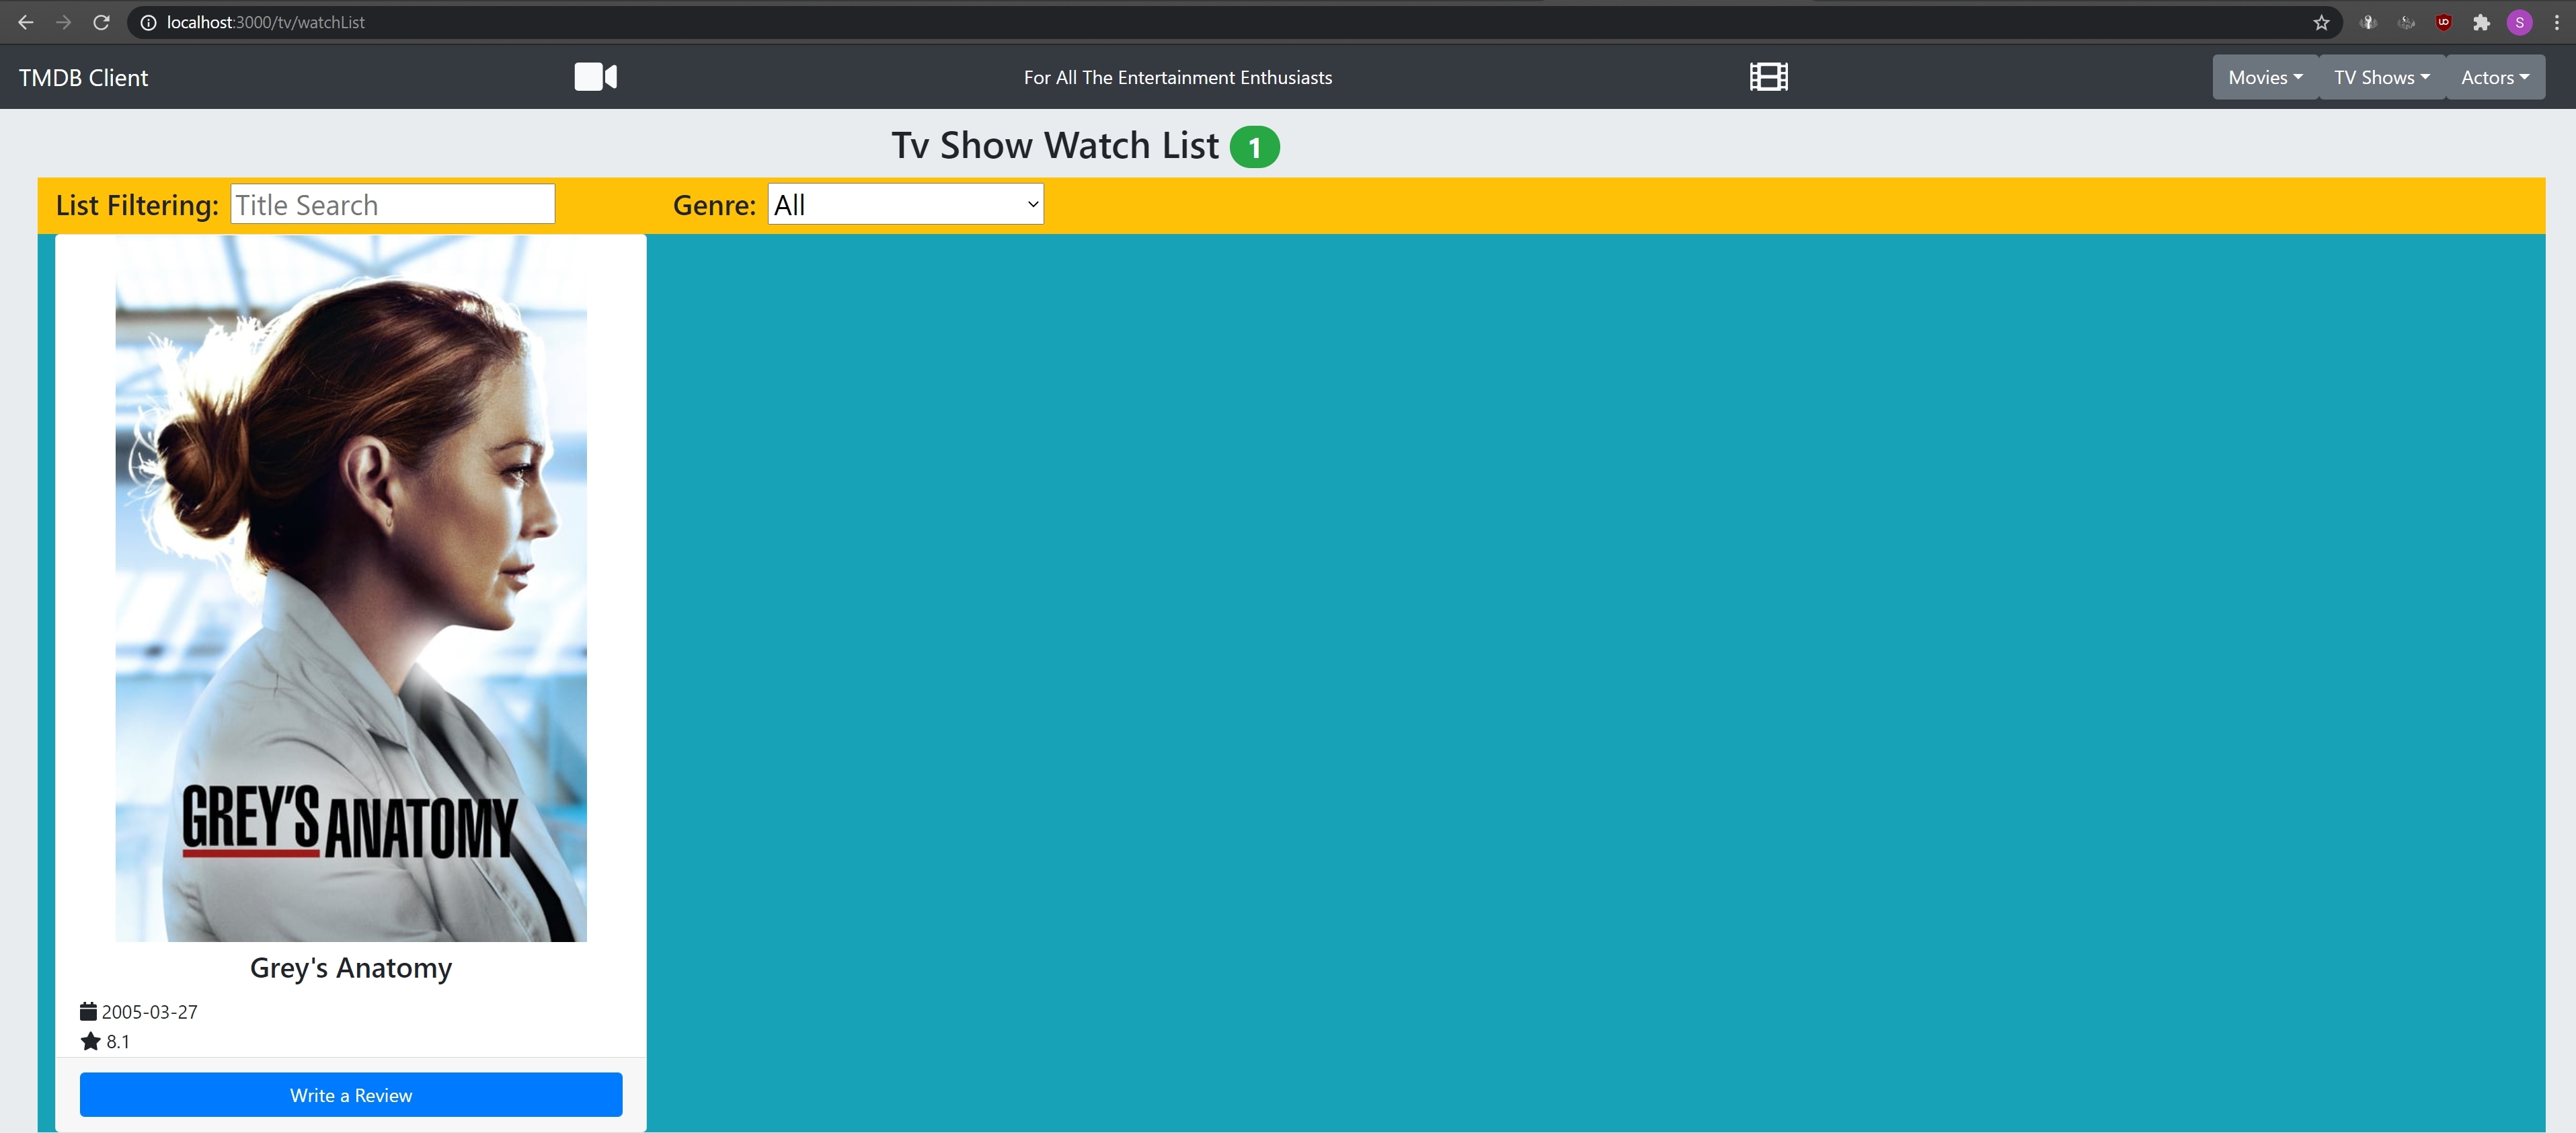 localhost:3000/tv/watchList
S
TMDB Client
For All The Entertainment Enthusiasts
Movies
TV Shows
Actors
Tv Show Watch List 1
List Filtering: Title Search
Genre: All
GREY'S ANATOMY
Grey's Anatomy
2005-03-27
8.1
Write a Review